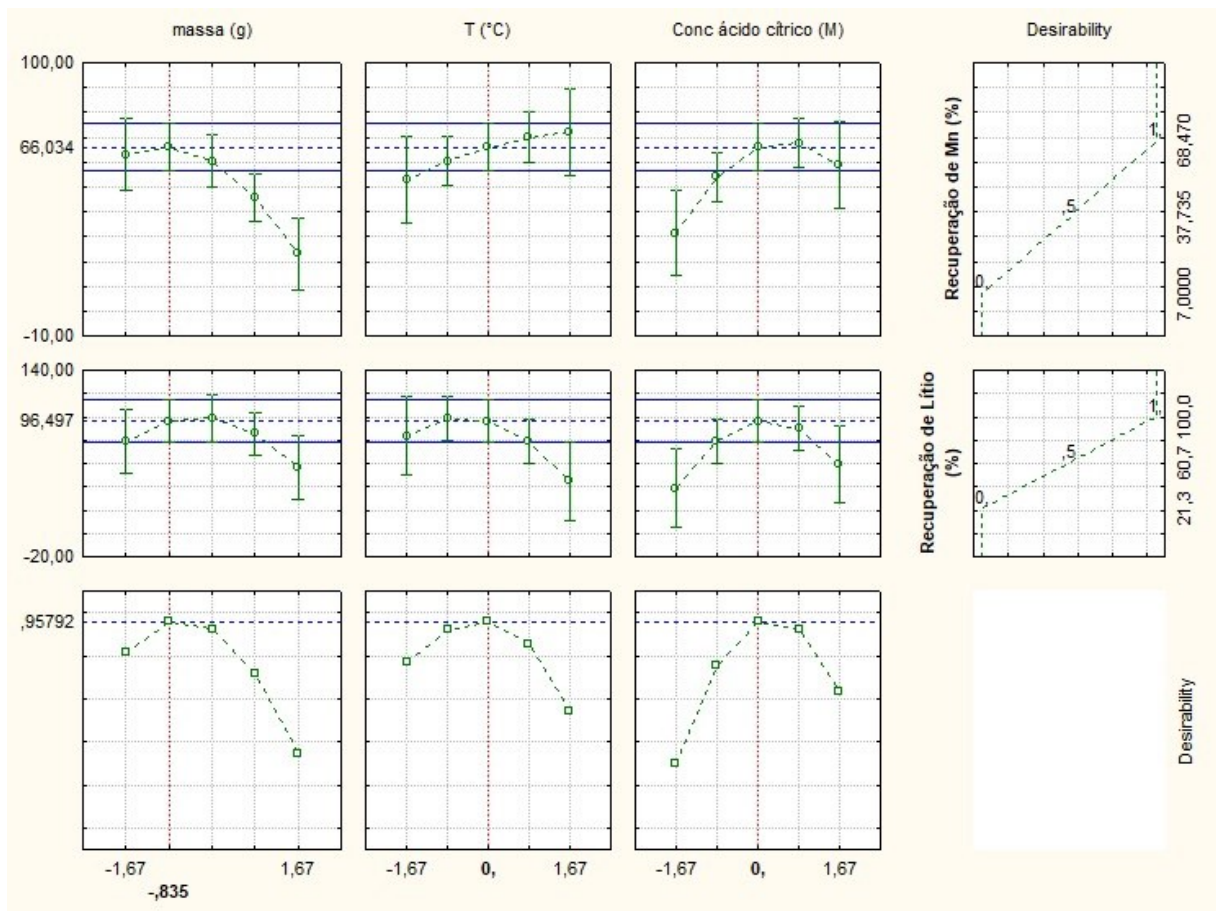 massa (g) T (°C) Conc ácido cítrico (M) Desirability
100,00
66,034
-10,00
Recuperação de Mn (%)
1,
,5
0,
7,0000 37,735 68,470
140,00
96,497
-20,00
Recuperação de Lítio
(%)
1,
,5
0,
21,3 60,7 100,0
,95792
Desirability
-1,67 1,67 -1,67 0, 1,67 -1,67 0, 1,67
-,835